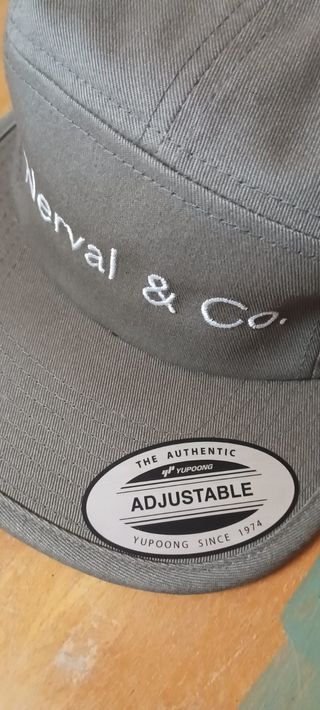 Nerval & Co.
THE AUTHENTIC
YUPOONG
ADJUSTABLE
YUPOONG SINCE 1974